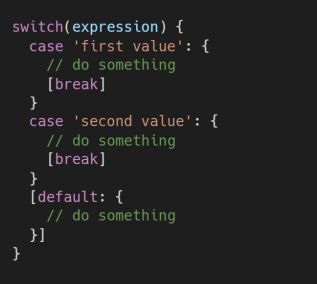 switch(expression) {
  case 'first value': {
    // do something
    [break]
  }
  case 'second value': {
    // do something
    [break]
  }
  [default: {
    // do something
  }]
}